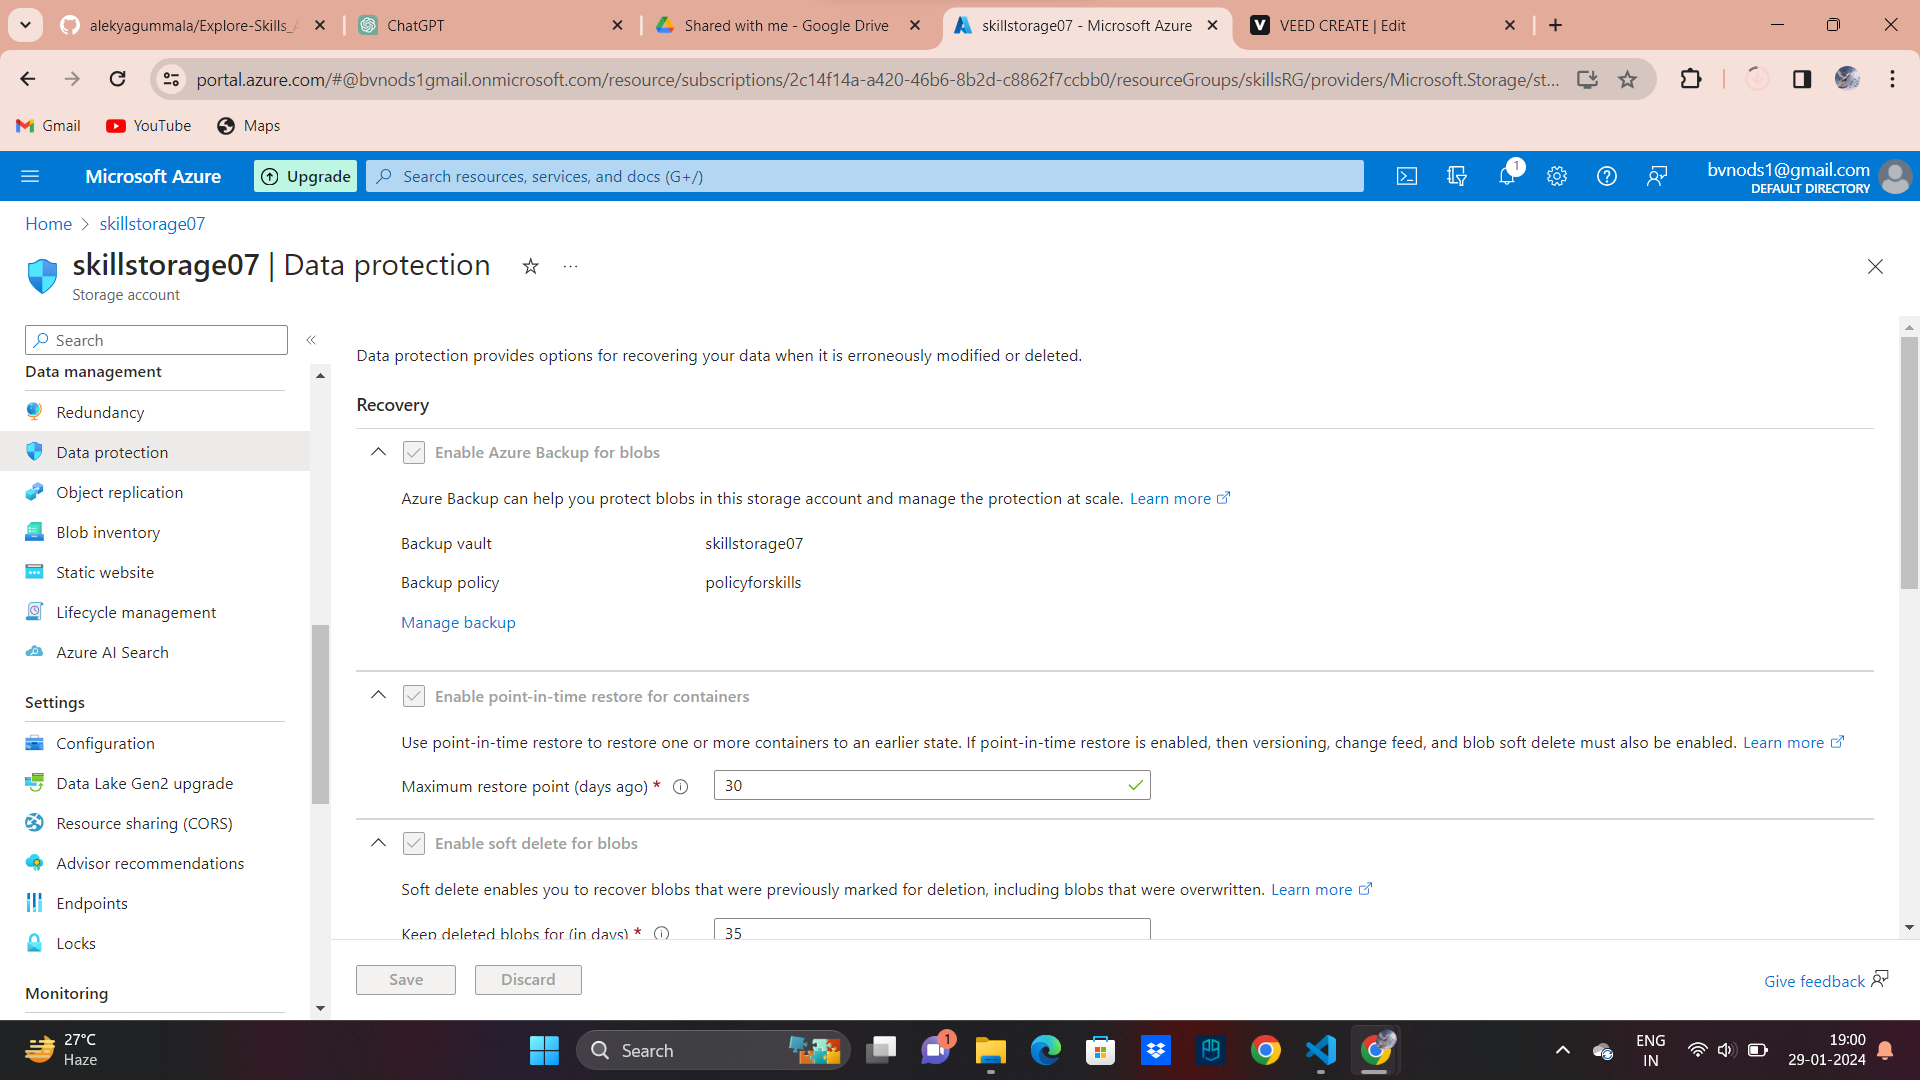 alekyagummala/Explore-Skills_A
ChatGPT
Shared with me - Google Drive
skillstorage07 - Microsoft Azure
VEED CREATE | Edit
portal.azure.com/#@bvnods1gmail.onmicrosoft.com/resource/subscriptions/2c14f14a-a420-46b6-8b2d-c8862f7ccbb0/resourceGroups/skillsRG/providers/Microsoft.Storage/st...
Gmail
YouTube
Maps
Microsoft Azure
Upgrade
Search resources, services, and docs (G+/)
1
bvnods1@gmail.com
DEFAULT DIRECTORY
Home > skillstorage07
skillstorage07 | Data protection
Storage account
Search
Data management
Redundancy
Data protection
Object replication
Blob inventory
Static website
Lifecycle management
Azure AI Search
Settings
Configuration
Data Lake Gen2 upgrade
Resource sharing (CORS)
Advisor recommendations
Endpoints
Locks
Monitoring
Data protection provides options for recovering your data when it is erroneously modified or deleted.
Recovery
Enable Azure Backup for blobs
Azure Backup can help you protect blobs in this storage account and manage the protection at scale. Learn more
Backup vault skillstorage07
Backup policy policyforskills
Manage backup
Enable point-in-time restore for containers
Use point-in-time restore to restore one or more containers to an earlier state. If point-in-time restore is enabled, then versioning, change feed, and blob soft delete must also be enabled. Learn more
Maximum restore point (days ago) * 30
Enable soft delete for blobs
Soft delete enables you to recover blobs that were previously marked for deletion, including blobs that were overwritten. Learn more
Keep deleted blobs for (in days) * 35
Save
Discard
Give feedback
27°C
Haze
Search
1
ENG
IN
19:00
29-01-2024